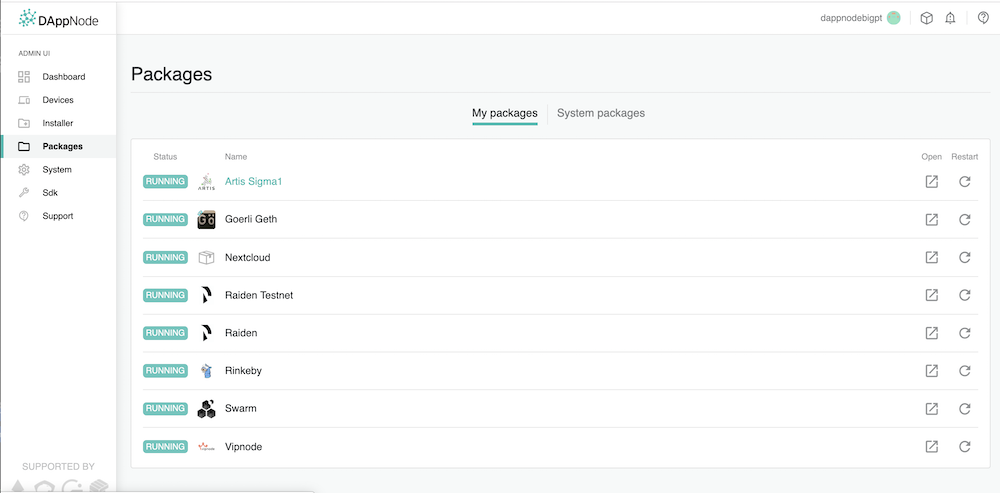 DAppNode
dappnodebigpt
ADMIN UI
Dashboard
Devices
Installer
Packages
System
Sdk
Support
SUPPORTED BY
Packages
My packages
System packages
Status
Name
Open
Restart
RUNNING
ARTIS
Artis Sigma1
RUNNING
Gö
Goerli Geth
RUNNING
Nextcloud
RUNNING
Raiden Testnet
RUNNING
Raiden
RUNNING
Rinkeby
RUNNING
Swarm
RUNNING
vipnode
Vipnode